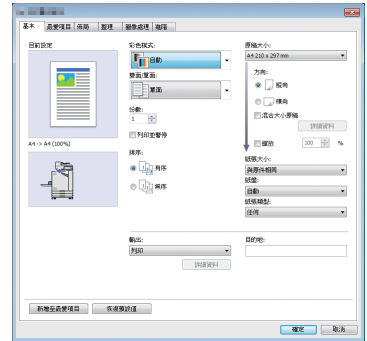 基本 最愛項目 佈局 整理 圖像處理 進階
目前設定
A4 -> A4 (100%)
彩色模式:
自動
雙面/單面:
單面
份數:
1
列印並暫停
排序:
有序
無序
原稿大小:
A4 210 x 297 mm
方向:
縱向
橫向
混合大小原稿
詳細資料
縮放 100 %
紙張大小:
與原件相同
紙盤:
自動
紙張類型:
任何
輸出:
列印
詳細資料
目的地:
新增至最愛項目 恢復預設值
確定 取消